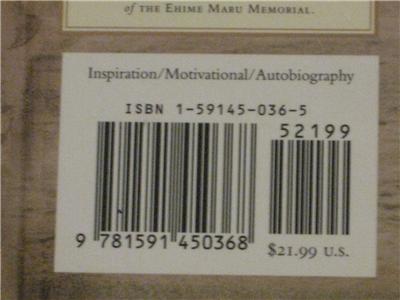 OF THE EHIME MARU MEMORIAL.
Inspiration/Motivational/Autobiography
ISBN 1-59145-036-5
52199
9 781591 450368
$21.99 U.S.